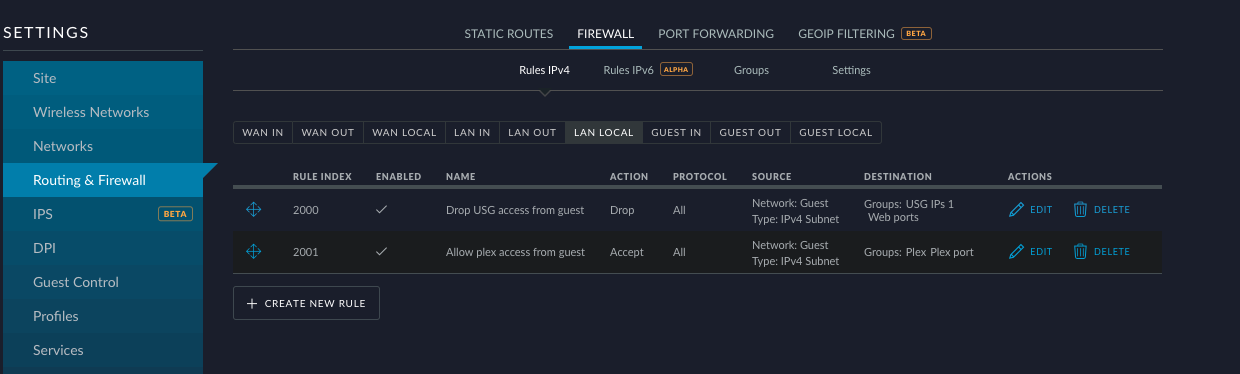 SETTINGS
Site
Wireless Networks
Networks
Routing & Firewall
IPS BETA
DPI
Guest Control
Profiles
Services
STATIC ROUTES FIREWALL PORT FORWARDING GEOIP FILTERING BETA
Rules IPv4 Rules IPv6 ALPHA Groups Settings
WAN IN WAN OUT WAN LOCAL LAN IN LAN OUT LAN LOCAL GUEST IN GUEST OUT GUEST LOCAL
RULE INDEX ENABLED NAME ACTION PROTOCOL SOURCE DESTINATION ACTIONS
2000 Drop USG access from guest Drop All Network: Guest Groups: USG IPs 1 EDIT DELETE
Type: IPv4 Subnet Web ports
2001 Allow plex access from guest Accept All Network: Guest Groups: Plex Plex port EDIT DELETE
Type: IPv4 Subnet
+ CREATE NEW RULE